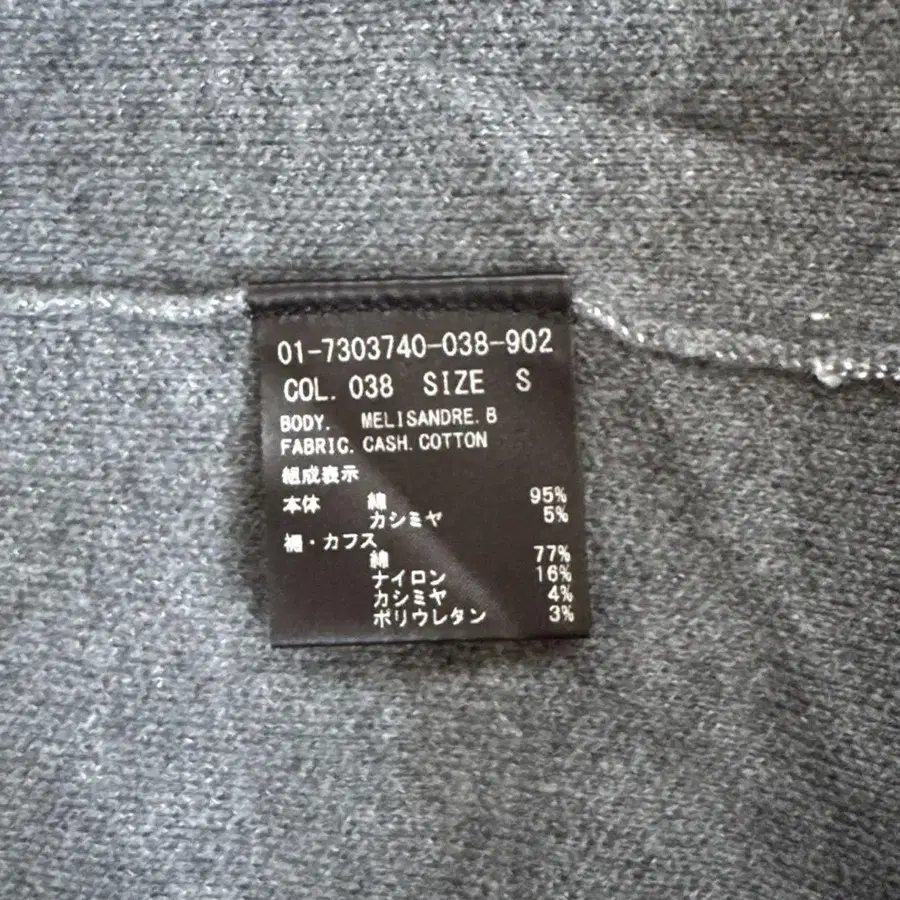 01-7303740-038-902
COL. 038 SIZE S
BODY. MELISANDRE.B
FABRIC. CASH.COTTON
組成表示
本体 綿 95%
カシミヤ 5%
裾・カフス
綿 77%
ナイロン 16%
カシミヤ 4%
ポリウレタン 3%